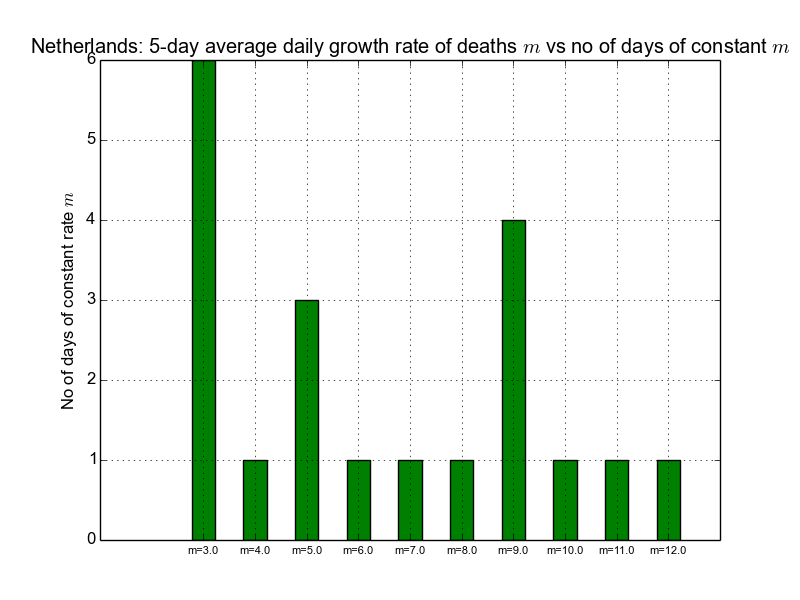 Netherlands: 5-day average daily growth rate of deaths m vs no of days of constant m
No of days of constant rate m
6
5
4
3
2
1
0
m=3.0 m=4.0 m=5.0 m=6.0 m=7.0 m=8.0 m=9.0 m=10.0 m=11.0 m=12.0